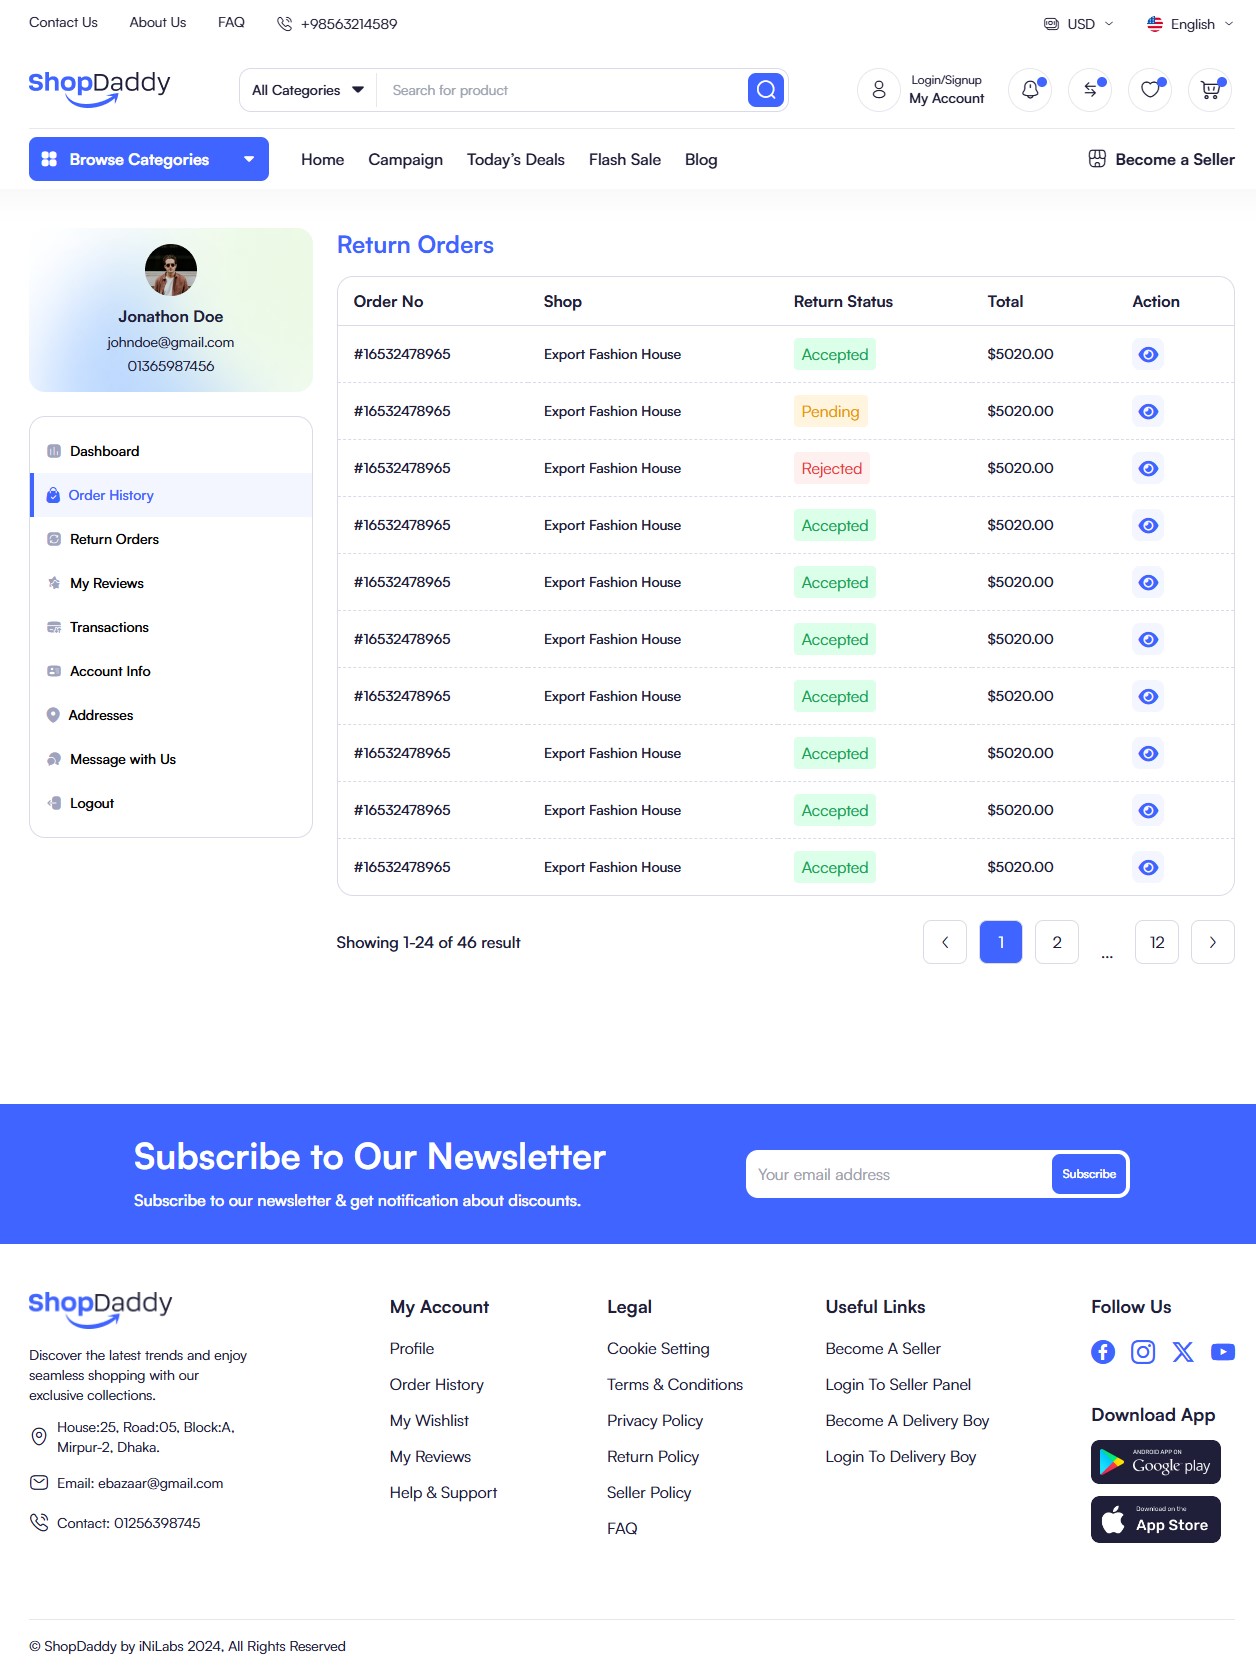 Contact Us About Us FAQ +98563214589 USD English
ShopDaddy All Categories Search for product Login/Signup
My Account
Browse Categories Home Campaign Today’s Deals Flash Sale Blog Become a Seller
Jonathon Doe
johndoe@gmail.com
01365987456
Dashboard
Order History
Return Orders
My Reviews
Transactions
Account Info
Addresses
Message with Us
Logout
Return Orders
Order No Shop Return Status Total Action
#16532478965 Export Fashion House Accepted $5020.00
#16532478965 Export Fashion House Pending $5020.00
#16532478965 Export Fashion House Rejected $5020.00
#16532478965 Export Fashion House Accepted $5020.00
#16532478965 Export Fashion House Accepted $5020.00
#16532478965 Export Fashion House Accepted $5020.00
#16532478965 Export Fashion House Accepted $5020.00
#16532478965 Export Fashion House Accepted $5020.00
#16532478965 Export Fashion House Accepted $5020.00
#16532478965 Export Fashion House Accepted $5020.00
Showing 1-24 of 46 result 1 2 ... 12
Subscribe to Our Newsletter
Subscribe to our newsletter & get notification about discounts.
Your email address Subscribe
ShopDaddy
Discover the latest trends and enjoy
seamless shopping with our
exclusive collections.
House:25, Road:05, Block:A,
Mirpur-2, Dhaka.
Email: ebazaar@gmail.com
Contact: 01256398745
My Account
Profile
Order History
My Wishlist
My Reviews
Help & Support
Legal
Cookie Setting
Terms & Conditions
Privacy Policy
Return Policy
Seller Policy
FAQ
Useful Links
Become A Seller
Login To Seller Panel
Become A Delivery Boy
Login To Delivery Boy
Follow Us
Download App
ANDROID APP ON
Google play
Download on the
App Store
© ShopDaddy by iNiLabs 2024, All Rights Reserved